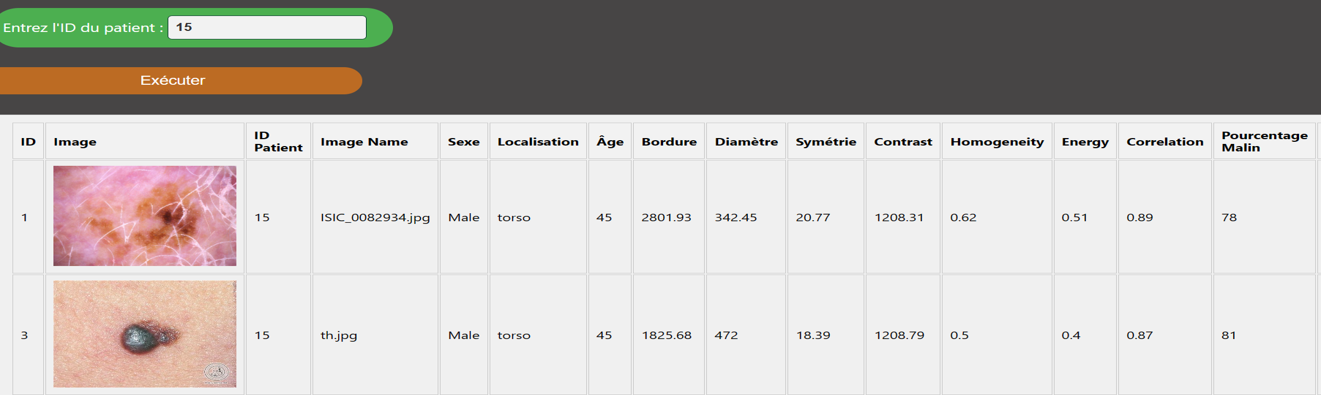 Entrez l'ID du patient : 15
Exécuter
ID Image ID Patient Image Name Sexe Localisation Âge Bordure Diamètre Symétrie Contrast Homogeneity Energy Correlation Pourcentage Malin
1 15 ISIC_0082934.jpg Male torso 45 2801.93 342.45 20.77 1208.31 0.62 0.51 0.89 78
3 15 th.jpg Male torso 45 1825.68 472 18.39 1208.79 0.5 0.4 0.87 81